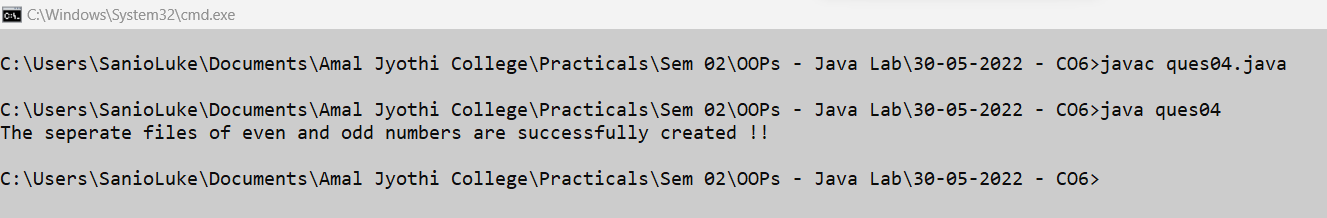 C:\Windows\System32\cmd.exe
C:\Users\SanioLuke\Documents\Amal Jyothi College\Practicals\Sem 02\OOPs - Java Lab\30-05-2022 - CO6>javac ques04.java
C:\Users\SanioLuke\Documents\Amal Jyothi College\Practicals\Sem 02\OOPs - Java Lab\30-05-2022 - CO6>java ques04
The seperate files of even and odd numbers are successfully created !!
C:\Users\SanioLuke\Documents\Amal Jyothi College\Practicals\Sem 02\OOPs - Java Lab\30-05-2022 - CO6>